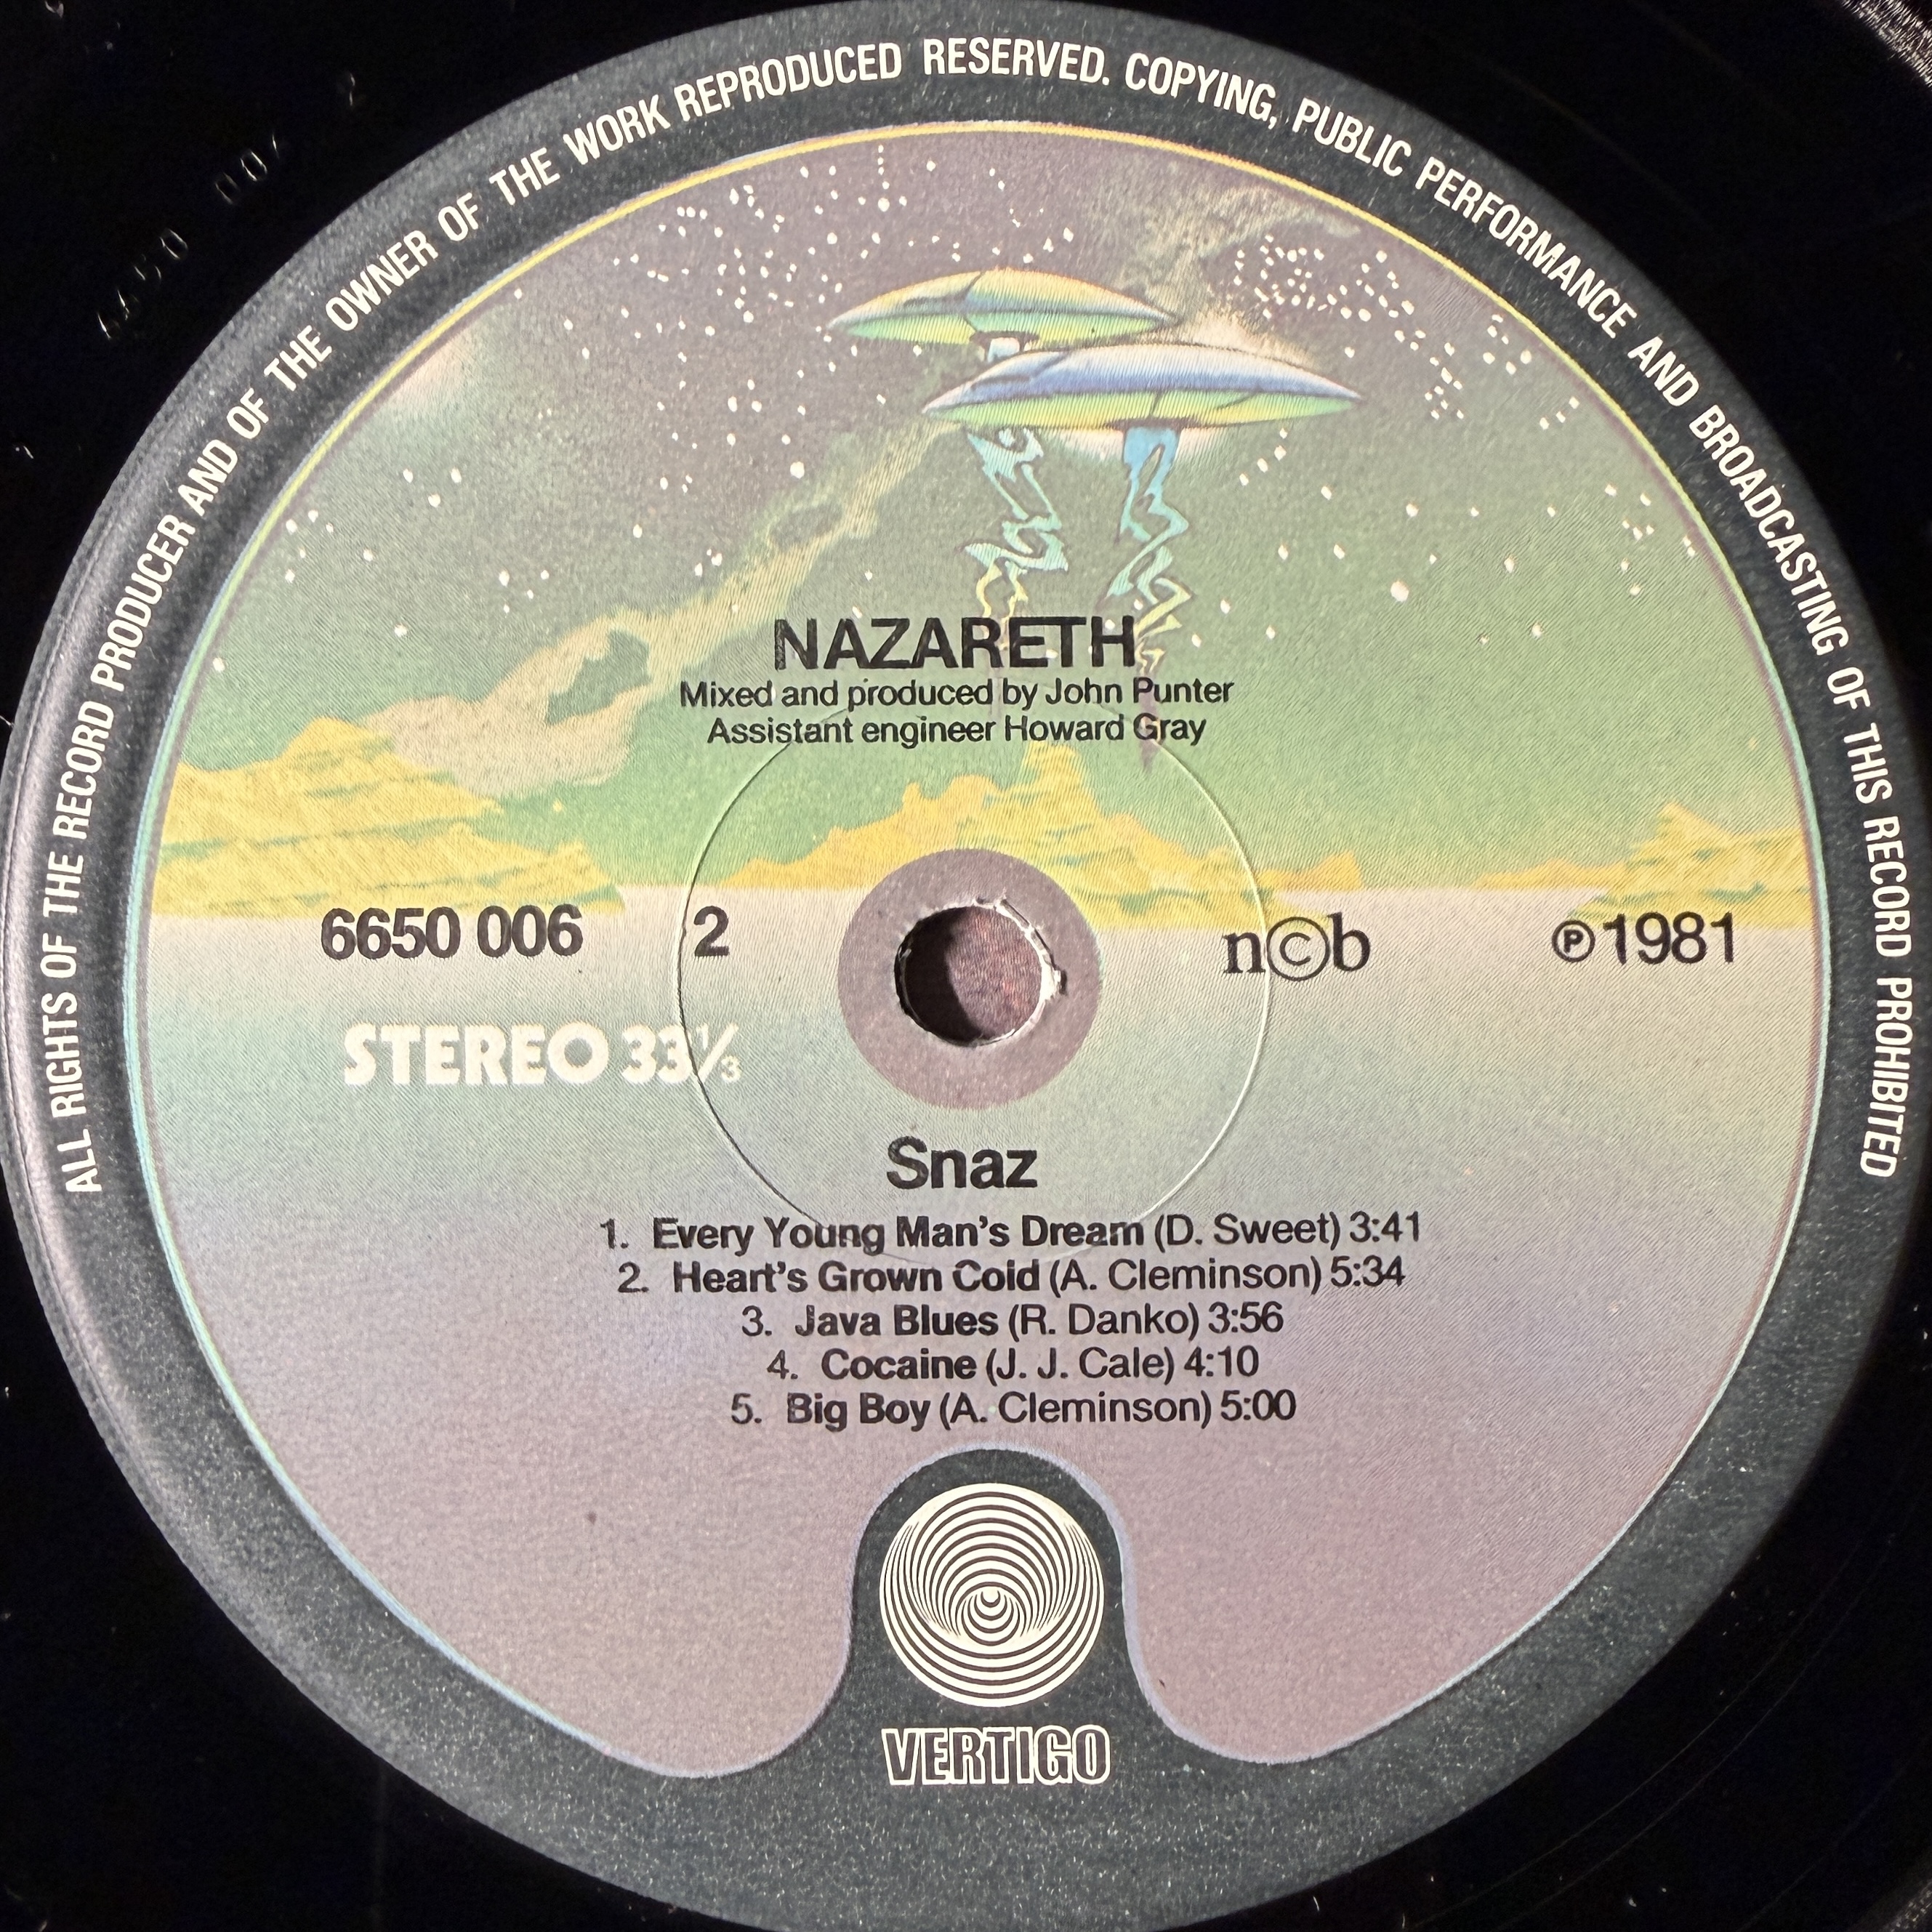 ALL RIGHTS OF THE RECORD PRODUCER AND OF THE OWNER OF THE WORK REPRODUCED RESERVED. COPYING, PUBLIC PERFORMANCE AND BROADCASTING OF THIS RECORD PROHIBITED
NAZARETH
Mixed and produced by John Punter
Assistant engineer Howard Gray
6650 006 2 n©b ℗1981
STEREO 33⅓
Snaz
1. Every Young Man's Dream (D. Sweet) 3:41
2. Heart's Grown Cold (A. Cleminson) 5:34
3. Java Blues (R. Danko) 3:56
4. Cocaine (J. J. Cale) 4:10
5. Big Boy (A. Cleminson) 5:00
VERTIGO